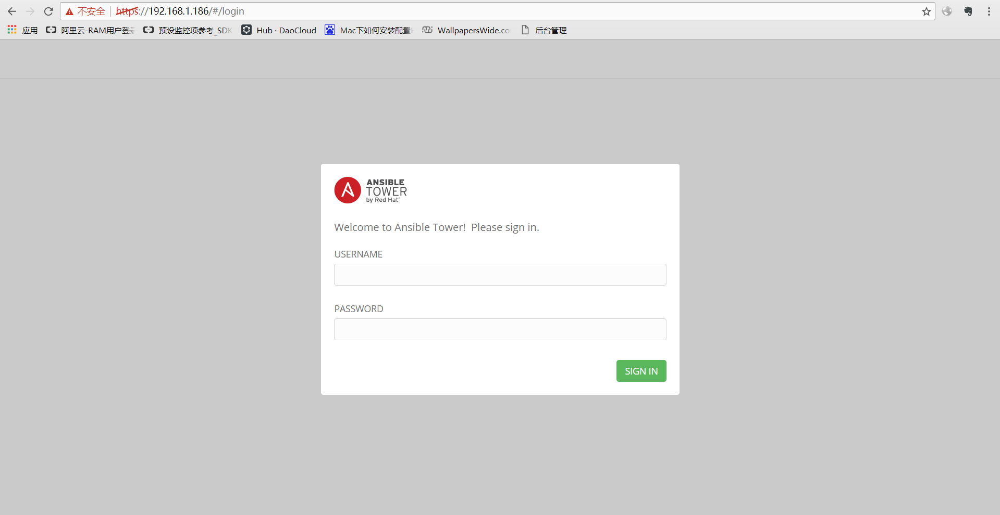 不安全 https://192.168.1.186/#/login
应用 阿里云-RAM用户登录 预设监控项参考_SDK Hub · DaoCloud Mac下如何安装配置 WallpapersWide.co 后台管理
ANSIBLE
TOWER
by Red Hat®
Welcome to Ansible Tower! Please sign in.
USERNAME
PASSWORD
SIGN IN